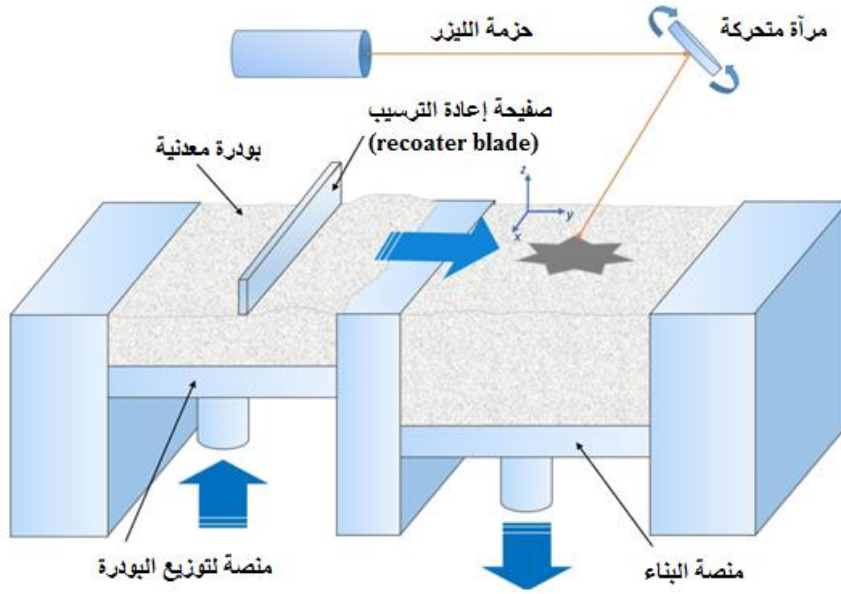 مرآة متحركة
حزمة الليزر
صفيحة إعادة الترسيب
(recoater blade)
بودرة معدنية
z
y
x
منصة لتوزيع البودرة
منصة البناء